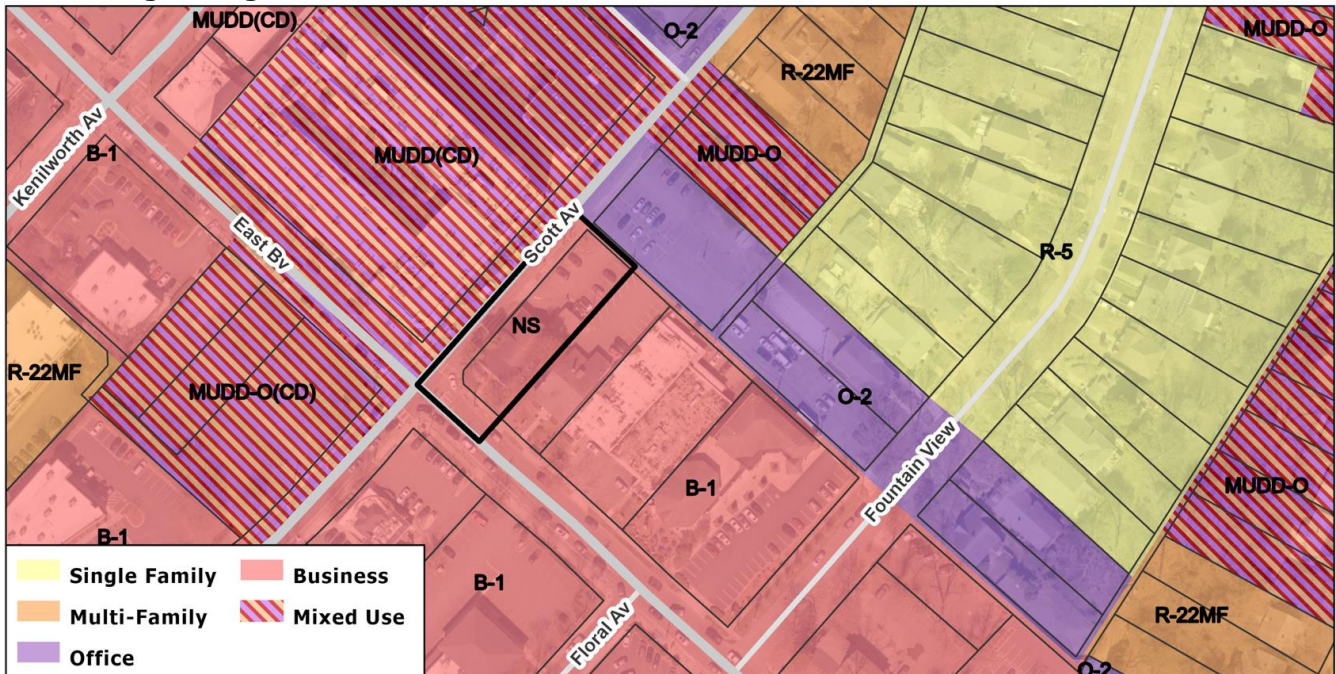 MUDD(CD)
O-2
MUDD-O
R-22MF
Kenilworth Av
B-1
MUDD(CD)
MUDD-O
East Bv
Scott Av
R-5
NS
R-22MF
MUDD-O(CD)
O-2
B-1
Fountain View
MUDD-O
B-1
B-1
Floral Av
R-22MF
O-2
Single Family
Business
Multi-Family
Mixed Use
Office